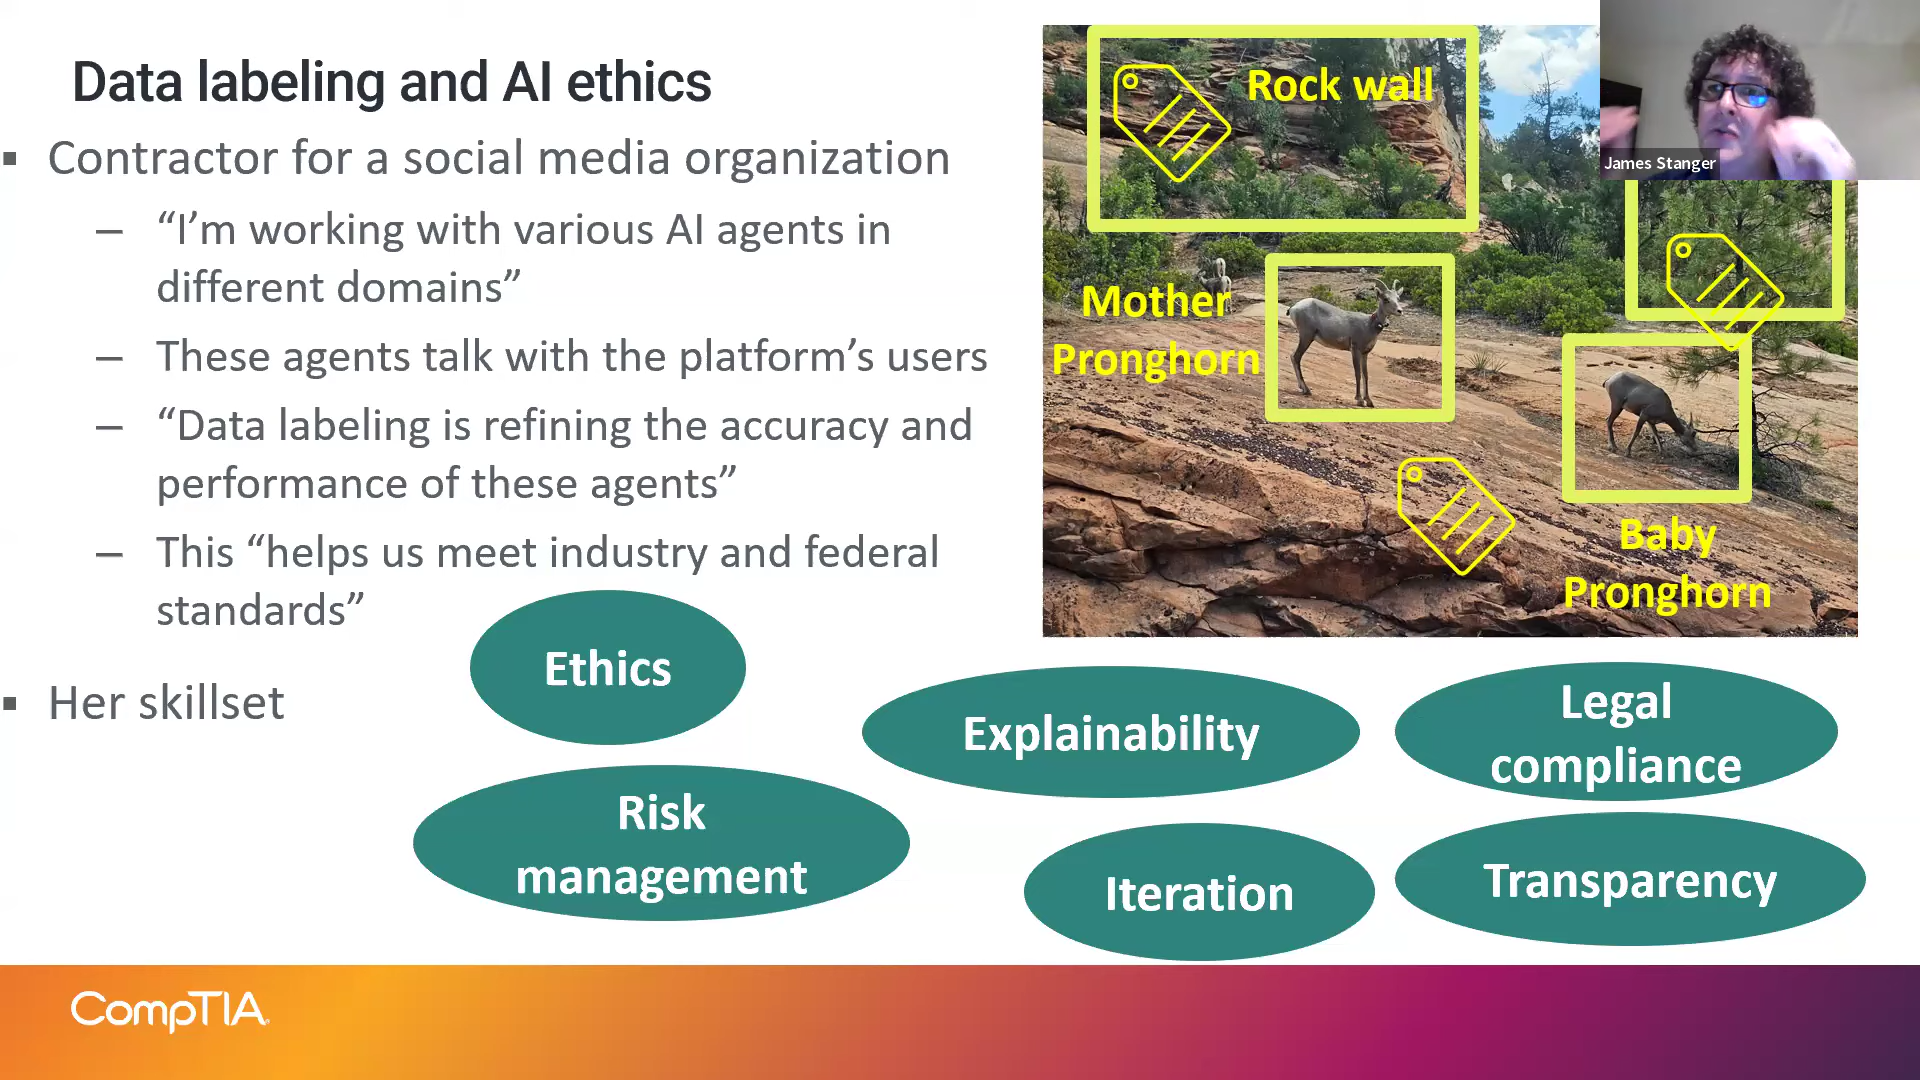 Data labeling and AI ethics
Contractor for a social media organization
– “I’m working with various AI agents in
different domains”
– These agents talk with the platform’s users
– “Data labeling is refining the accuracy and
performance of these agents”
– This “helps us meet industry and federal
standards”
Her skillset
Ethics
Risk
management
Explainability
Iteration
Legal
compliance
Transparency
Rock wall
Mother
Pronghorn
Baby
Pronghorn
James Stanger
CompTIA